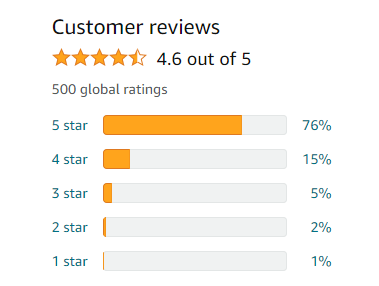 Customer reviews
4.6 out of 5
500 global ratings
5 star 76%
4 star 15%
3 star 5%
2 star 2%
1 star 1%